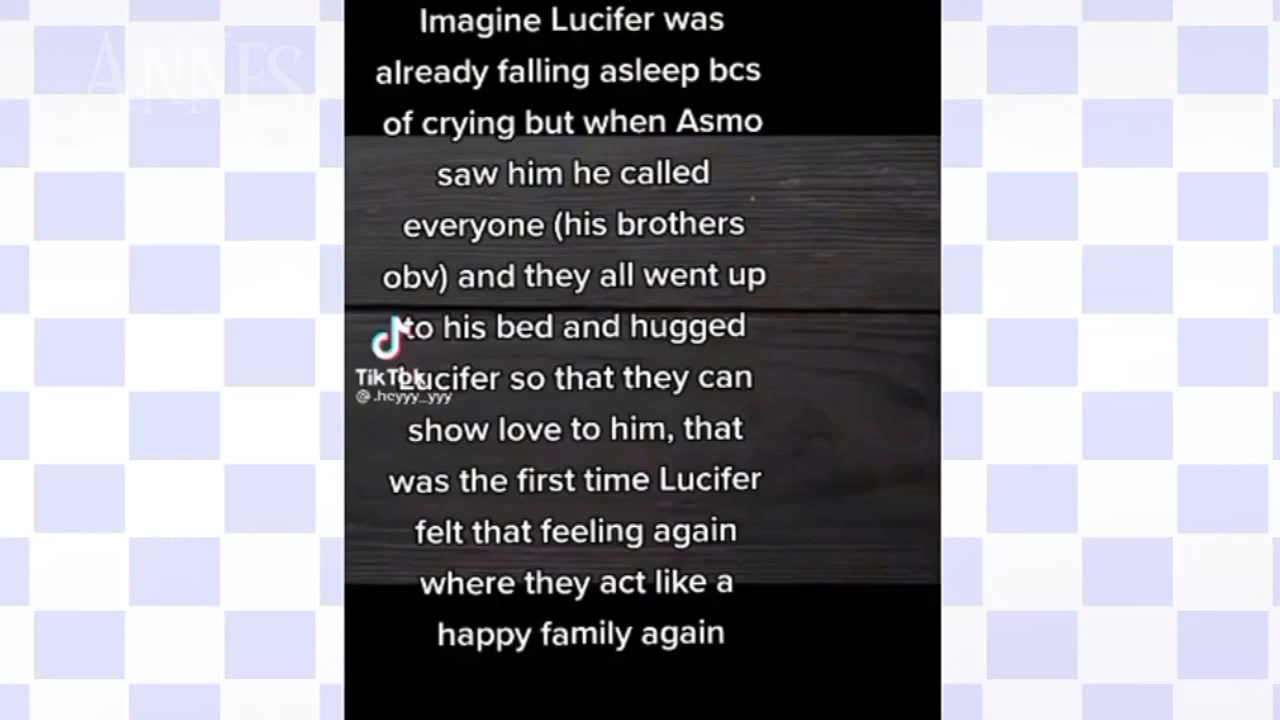 ANNES
Imagine Lucifer was
already falling asleep bcs
of crying but when Asmo
saw him he called
everyone (his brothers
obv) and they all went up
to his bed and hugged
Lucifer so that they can
show love to him, that
was the first time Lucifer
felt that feeling again
where they act like a
happy family again
TikTok
@.hcyyy_yyy